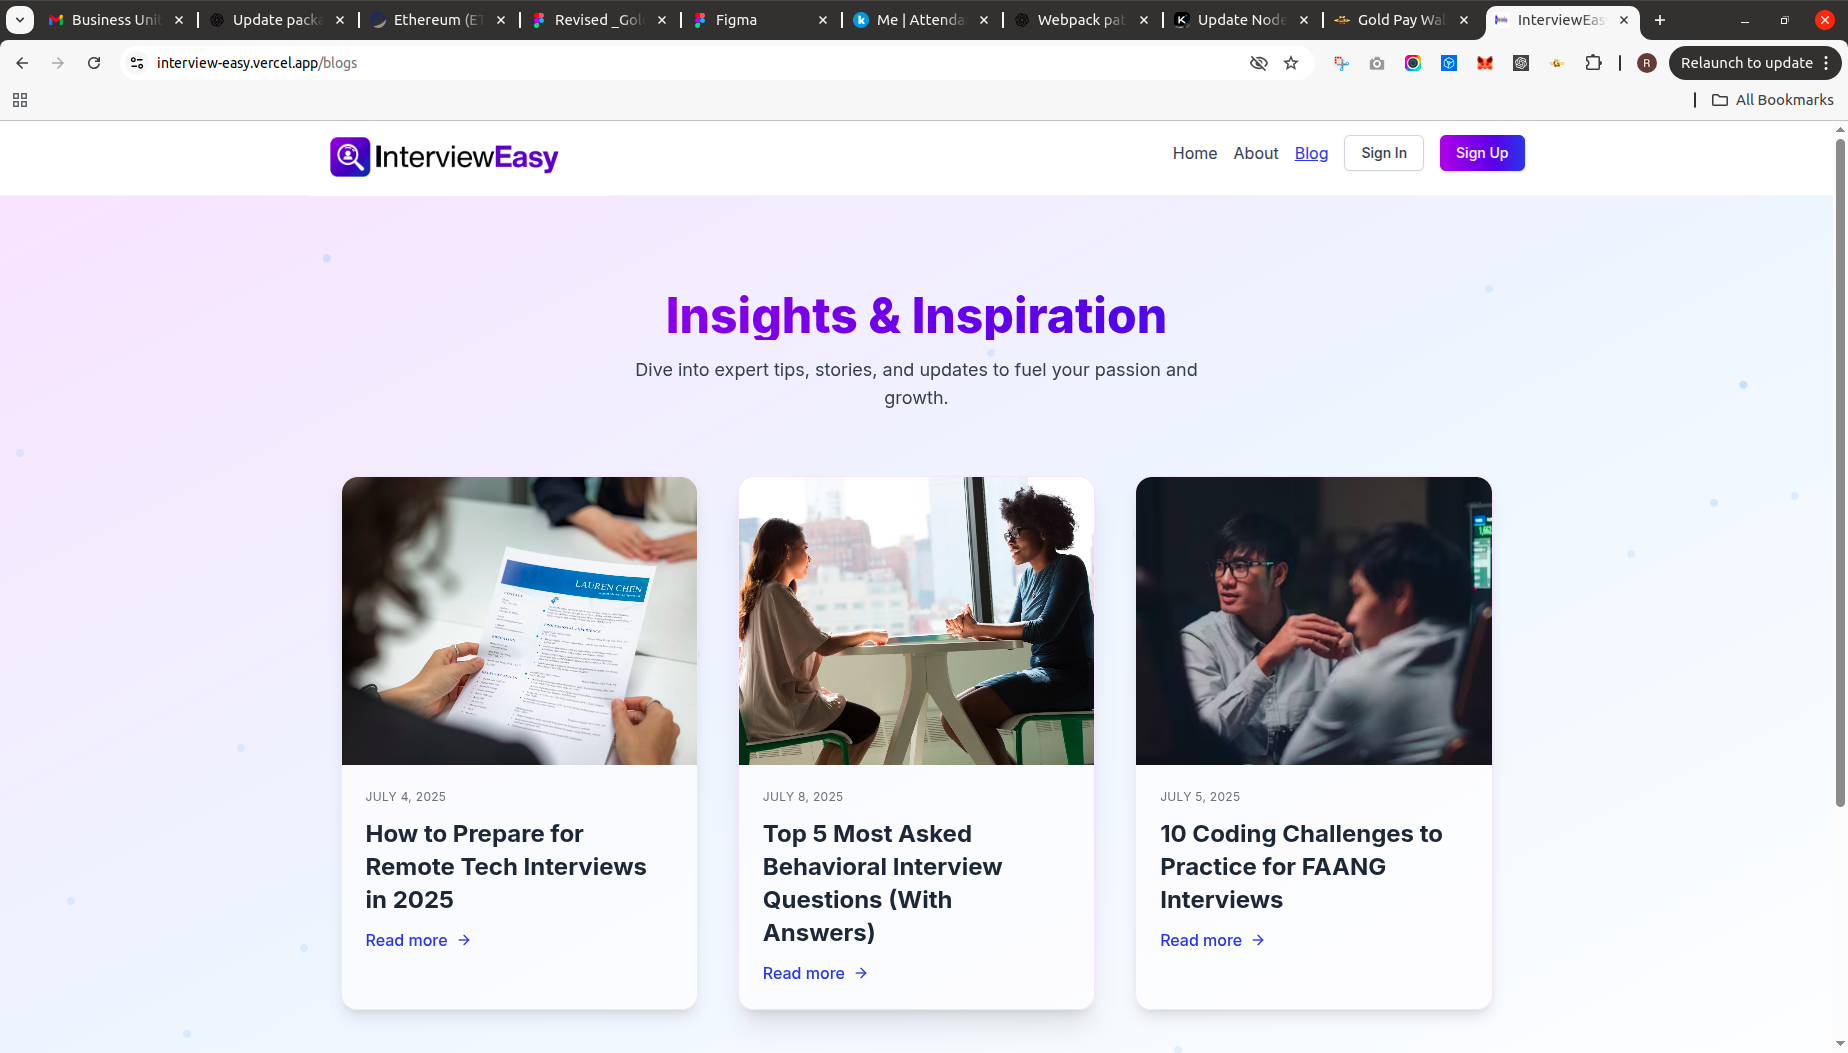 Business Unit
Update packa
Ethereum (ET
Revised _Gol
Figma
Me | Attenda
Webpack pat
Update Node
Gold Pay Wal
InterviewEas
interview-easy.vercel.app/blogs
R
Relaunch to update
All Bookmarks
InterviewEasy
Home
About
Blog
Sign In
Sign Up
Insights & Inspiration
Dive into expert tips, stories, and updates to fuel your passion and
growth.
LAUREN CHEN
JULY 4, 2025
How to Prepare for
Remote Tech Interviews
in 2025
Read more
JULY 8, 2025
Top 5 Most Asked
Behavioral Interview
Questions (With
Answers)
Read more
JULY 5, 2025
10 Coding Challenges to
Practice for FAANG
Interviews
Read more